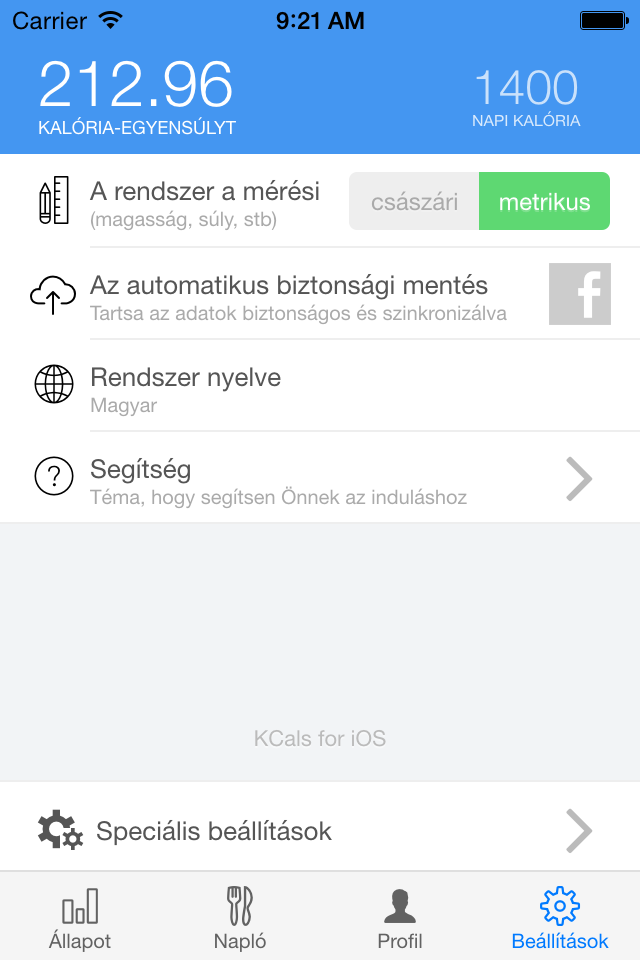 Carrier 9:21 AM
212.96 1400
KALÓRIA-EGYENSÚLYT NAPI KALÓRIA
A rendszer a mérési császári metrikus
(magasság, súly, stb)
Az automatikus biztonsági mentés
Tartsa az adatok biztonságos és szinkronizálva
Rendszer nyelve
Magyar
Segítség
Téma, hogy segítsen Önnek az induláshoz
KCals for iOS
Speciális beállítások
Állapot Napló Profil Beállítások